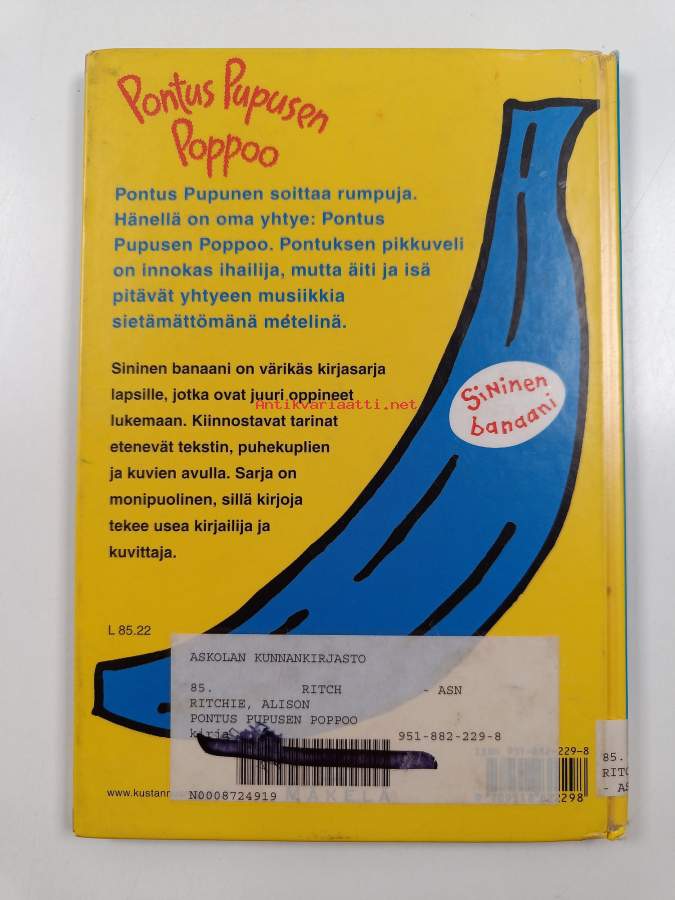 Pontus Pupusen
Poppoo
Pontus Pupunen soittaa rumpuja.
Hänellä on oma yhtye: Pontus
Pupusen Poppoo. Pontuksen pikkuveli
on innokas ihailija, mutta äiti ja isä
pitävät yhtyeen musiikkia
sietämättömänä metelinä.
Sininen banaani on värikäs kirjasarja
lapsille, jotka ovat juuri oppineet
lukemaan. Kiinnostavat tarinat
etenevät tekstin, puhekuplien
ja kuvien avulla. Sarja on
monipuolinen, sillä kirjoja
tekee usea kirjailija ja
kuvittaja.
Antikvariaatti.net
Sininen
banaani
L 85.22
ASKOLAN KUNNANKIRJASTO
85. RITCH - ASN
RITCHIE, ALISON
PONTUS PUPUSEN POPPOO
kirja 951-882-229-8
N0008724919
MÄKELÄ
www.kustann
229-8
85.
RITC
- AS